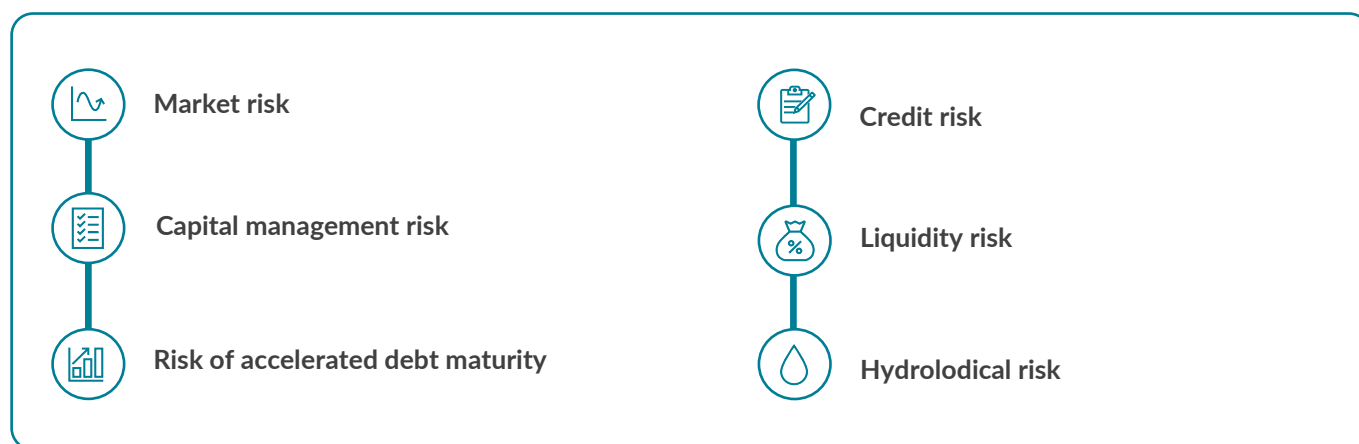 Market risk
Capital management risk
Risk of accelerated debt maturity
Credit risk
Liquidity risk
Hydrolodical risk